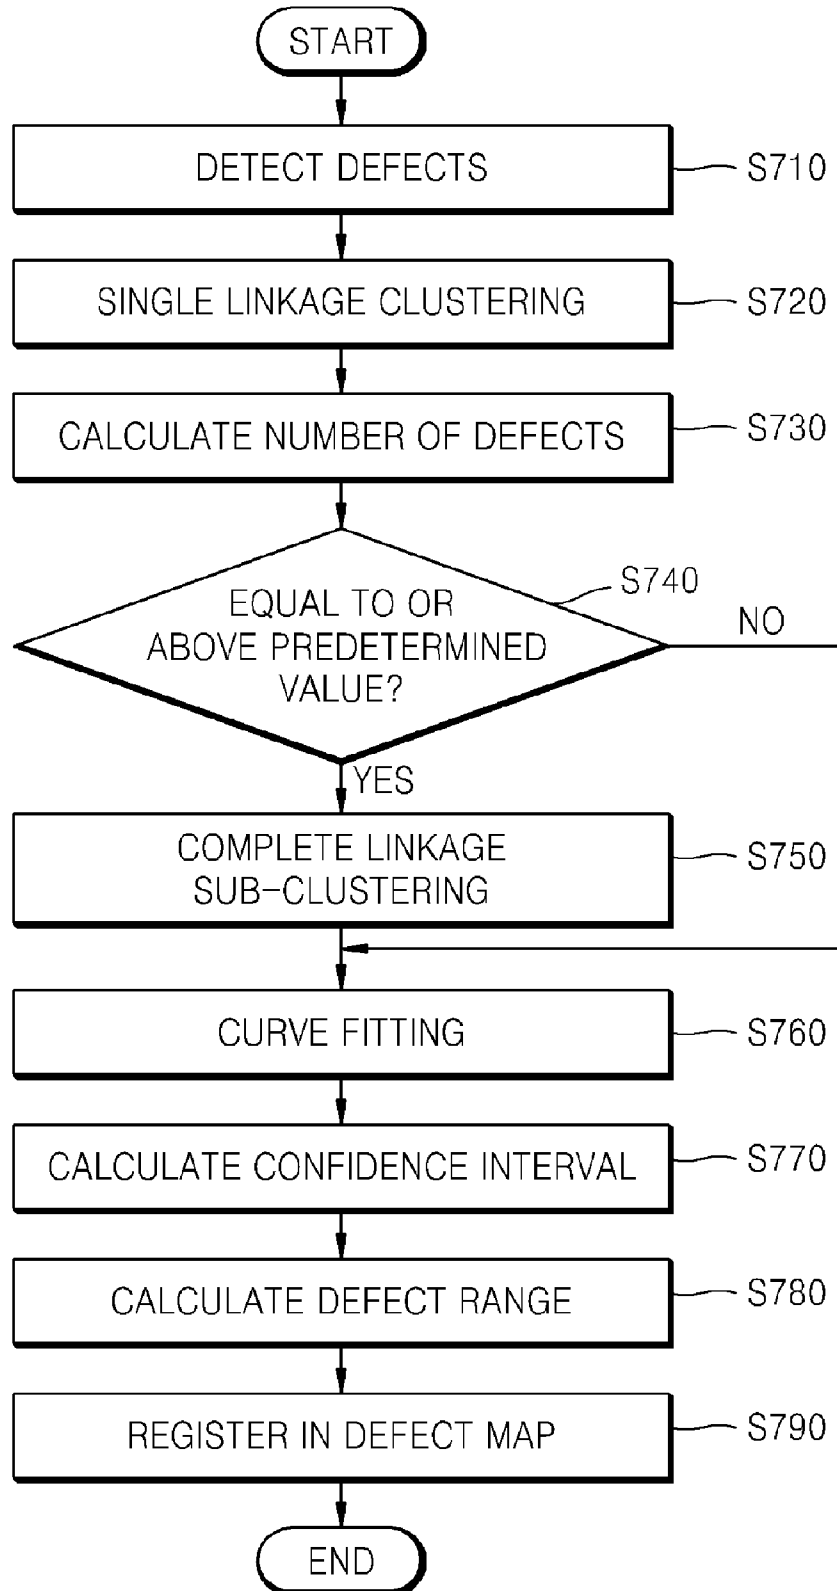 START
DETECT DEFECTS
S710
SINGLE LINKAGE CLUSTERING
S720
CALCULATE NUMBER OF DEFECTS
S730
S740
EQUAL TO OR
ABOVE PREDETERMINED
VALUE?
NO
YES
COMPLETE LINKAGE
SUB-CLUSTERING
S750
CURVE FITTING
S760
CALCULATE CONFIDENCE INTERVAL
S770
CALCULATE DEFECT RANGE
S780
REGISTER IN DEFECT MAP
S790
END